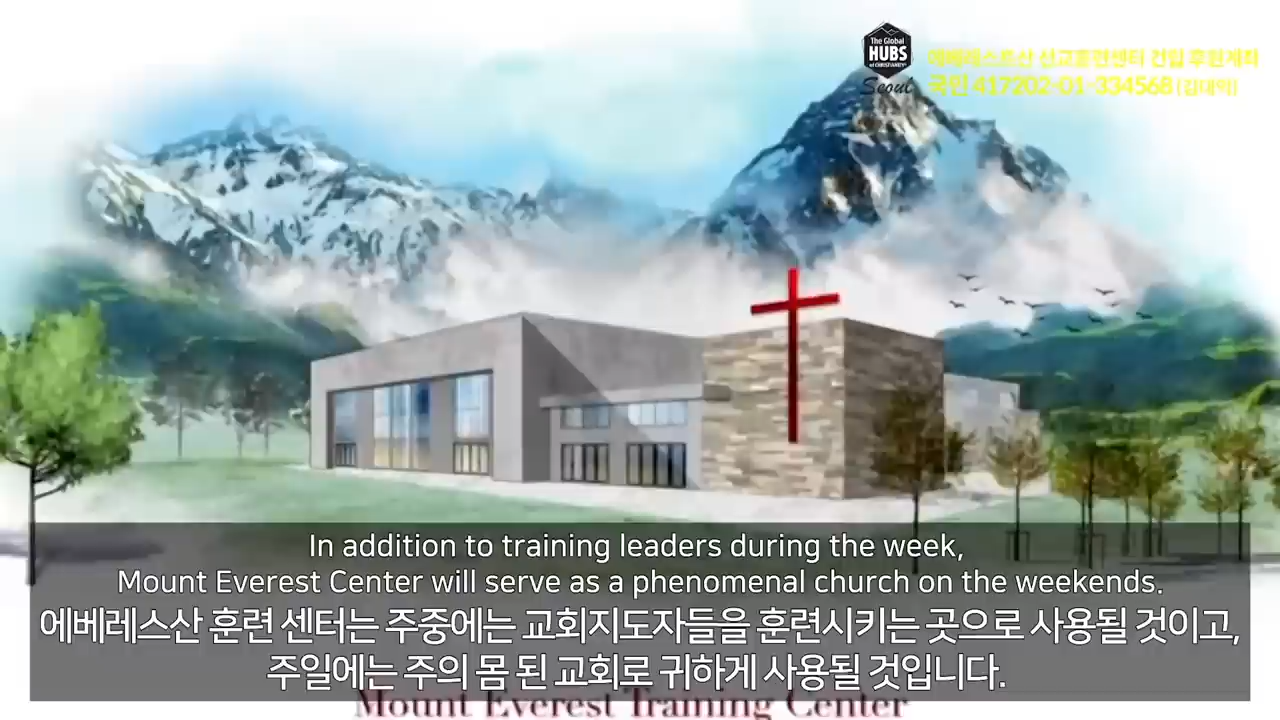 The Global
HUBS
of CHRISTIANITY
Seoul
에베레스트산 선교훈련센터 건립 후원계좌
국민 417202-01-334568 (김대억)
In addition to training leaders during the week,
Mount Everest Center will serve as a phenomenal church on the weekends.
에베레스산 훈련 센터는 주중에는 교회지도자들을 훈련시키는 곳으로 사용될 것이고,
주일에는 주의 몸 된 교회로 귀하게 사용될 것입니다.
Mount Everest Training Center